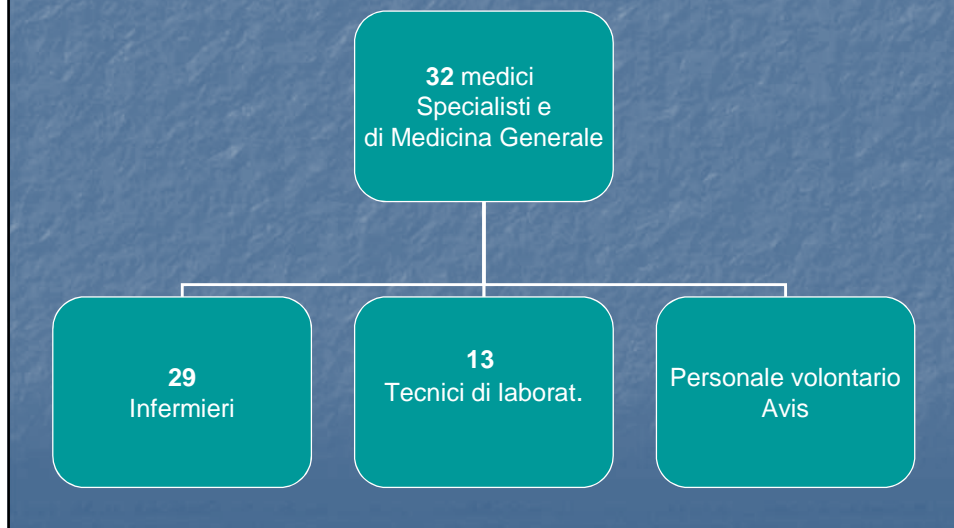 32 medici
Specialisti e
di Medicina Generale
29
Infermieri
13
Tecnici di laborat.
Personale volontario
Avis